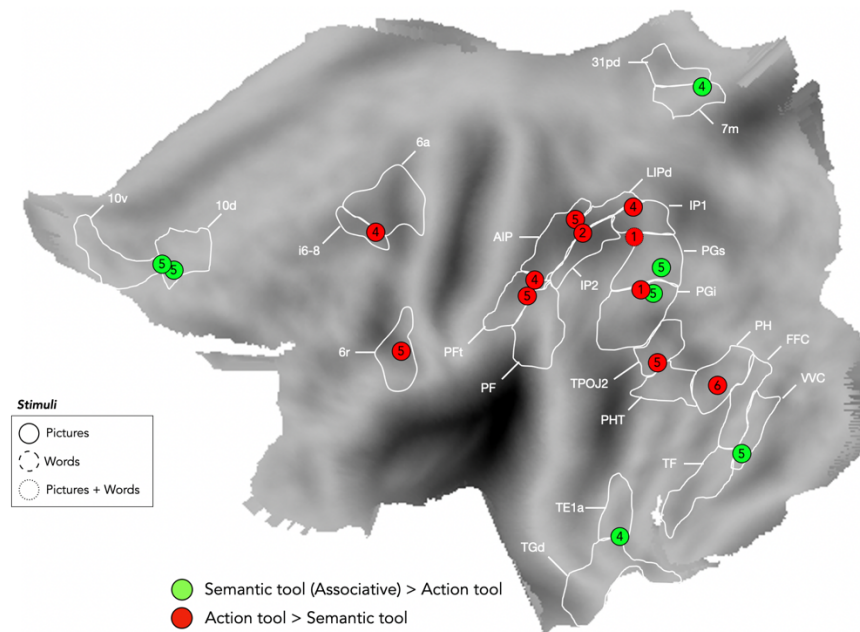 31pd
4
7m
6a
LIPd
10v
10d
5
4
IP1
AIP
2
1
i6-8
4
5
5
PGs
5
4
IP2
1
5
PGi
5
PH
FFC
6r
5
PFt
PF
TPOJ2
5
6
VVC
PHT
Stimuli
Pictures
Words
Pictures + Words
TF
5
TE1a
4
TGd
Semantic tool (Associative) > Action tool
Action tool > Semantic tool